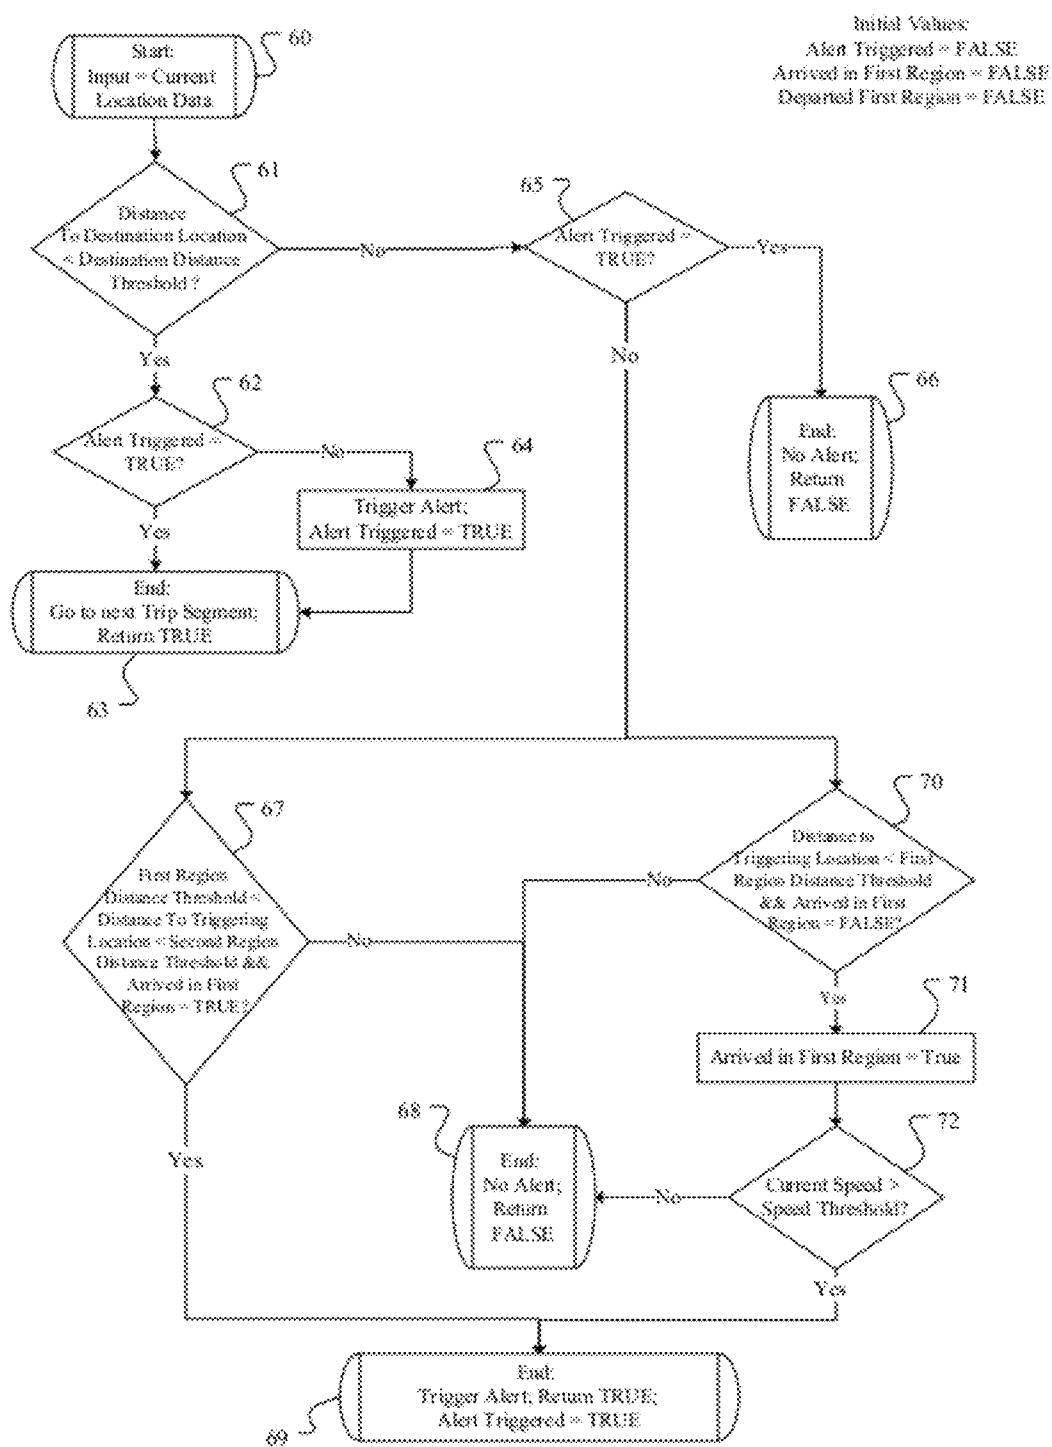 Initial Values:
Alert Triggered = FALSE
Arrived in First Region = FALSE
Departed First Region = FALSE
60
Start:
Input = Current
Location Data
61
Distance
To Destination Location
< Destination Distance
Threshold?
No
65
Alert Triggered =
TRUE?
Yes
Yes
No
62
Alert Triggered =
TRUE?
No
64
Trigger Alert;
Alert Triggered = TRUE
66
End:
No Alert;
Return
FALSE
Yes
End:
Go to next Trip Segment;
Return TRUE
63
67
First Region
Distance Threshold <
Distance To Triggering
Location < Second Region
Distance Threshold &&
Arrived in First
Region = TRUE?
No
70
Distance to
Triggering Location < First
Region Distance Threshold
&& Arrived in First
Region = FALSE?
No
Yes
71
Arrived in First Region = True
72
Current Speed >
Speed Threshold?
No
68
End:
No Alert;
Return
FALSE
Yes
Yes
End:
Trigger Alert; Return TRUE;
Alert Triggered = TRUE
69